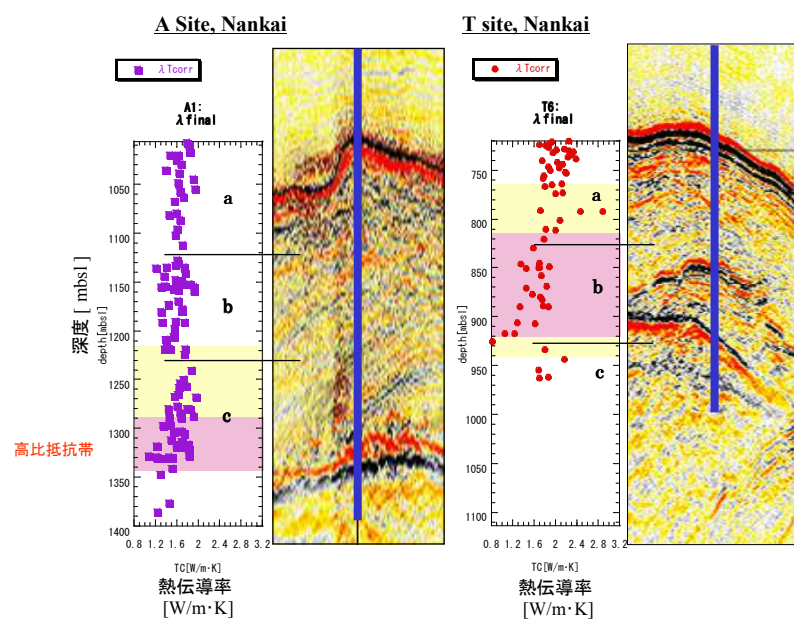 A Site, Nankai
T site, Nankai
λTcorr
λTcorr
A1:
λfinal
T6:
λfinal
1050
1100
1150
1200
1250
1300
1350
1400
深度 [ mbsl]
depth[mbsl]
a
b
c
高比抵抗帯
0.8 1.2 1.6 2 2.4 2.8 3.2
TC[W/m·K]
熱伝導率
[W/m·K]
750
800
850
900
950
1000
1050
1100
depth[mbsl]
a
b
c
0.8 1.2 1.6 2 2.4 2.8 3.2
TC[W/m·K]
熱伝導率
[W/m·K]